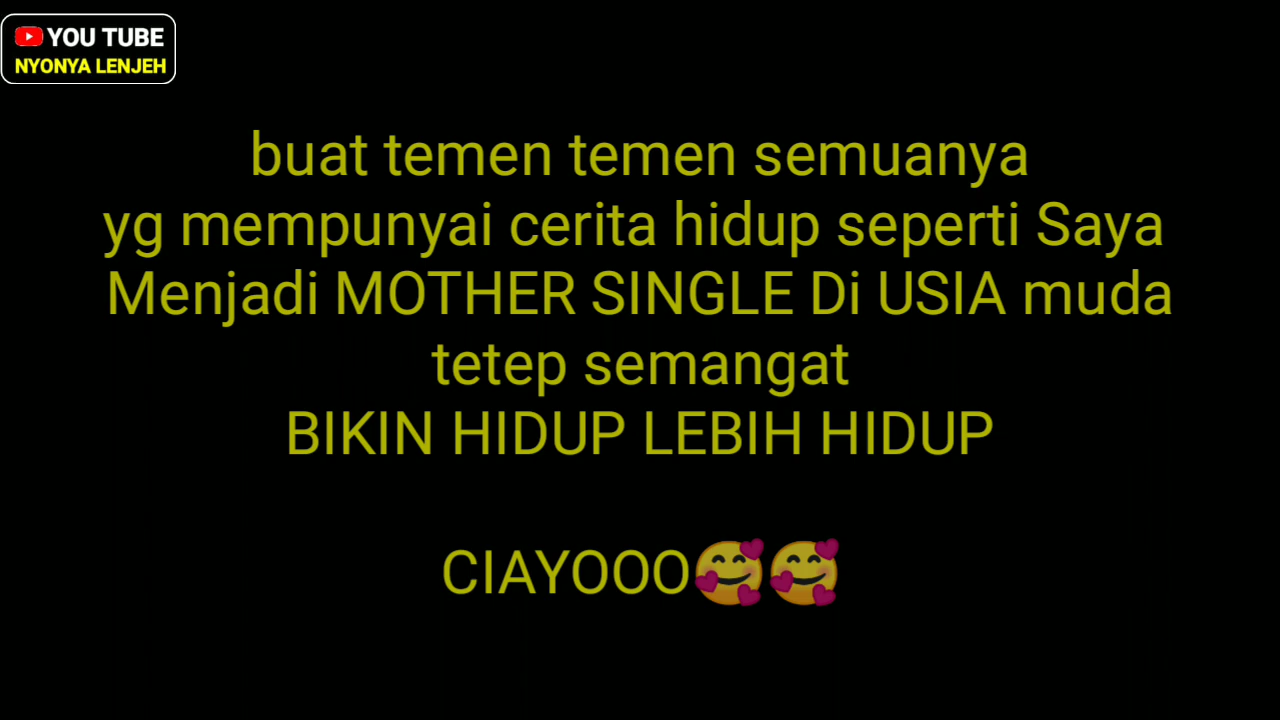 YOU TUBE
NYONYA LENJEH
buat temen temen semuanya
yg mempunyai cerita hidup seperti Saya
Menjadi MOTHER SINGLE Di USIA muda
tetep semangat
BIKIN HIDUP LEBIH HIDUP
CIAYOOO🥰🥰